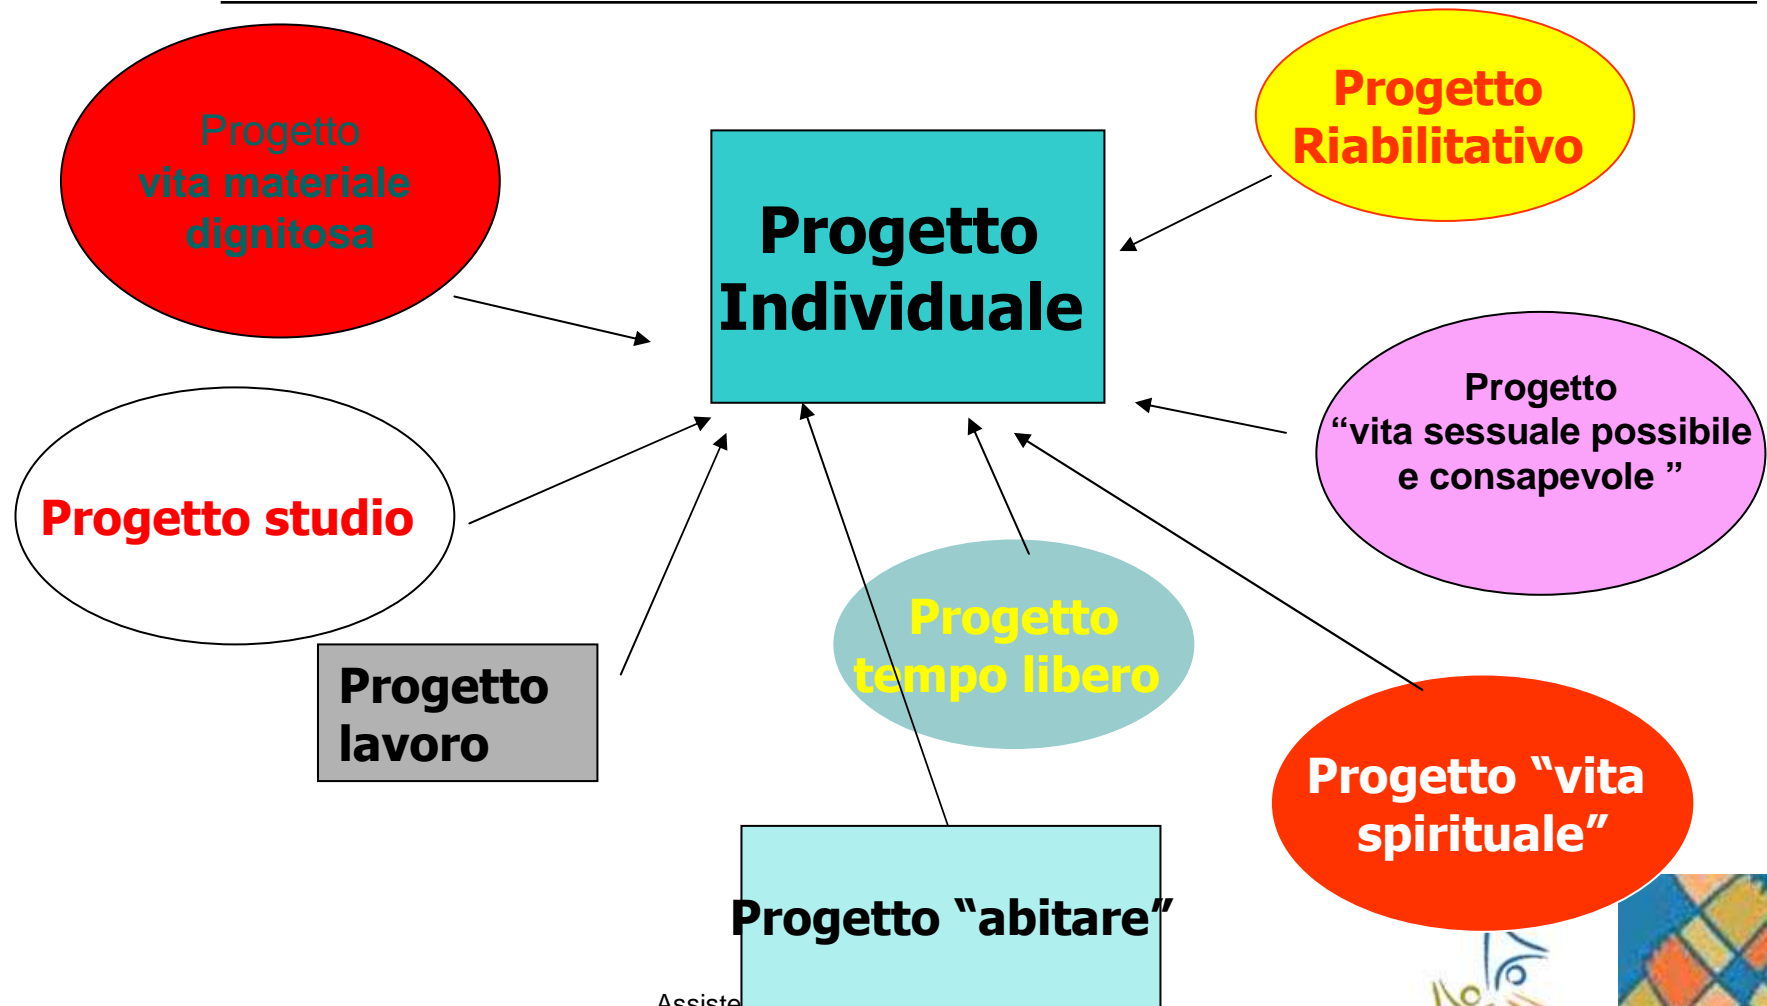 Progetto
vita materiale
dignitosa
Progetto
Riabilitativo
Progetto
Individuale
Progetto
“vita sessuale possibile
e consapevole ”
Progetto studio
Progetto
tempo libero
Progetto
lavoro
Progetto “vita
spirituale”
Progetto “abitare”